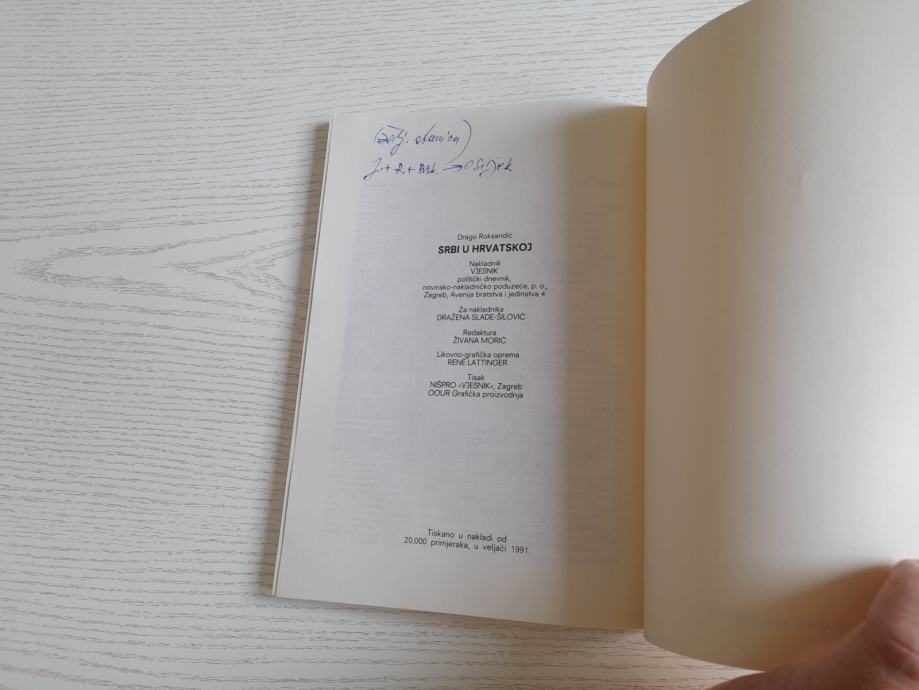 Drago Roksandić
SRBI U HRVATSKOJ
Nakladnik
VJESNIK
politički dnevnik,
novinsko-nakladničko poduzeće, p. o.,
Zagreb, Avenija bratstva i jedinstva 4
Za nakladnika
DRAŽENA SLADE-ŠILOVIĆ
Redaktura
ŽIVANA MORIĆ
Likovno-grafička oprema
RENE LATTINGER
Tisak
NIŠPRO »VJESNIK«, Zagreb
OOUR Grafička proizvodnja
Tiskano u nakladi od
20.000 primjeraka, u veljači 1991.